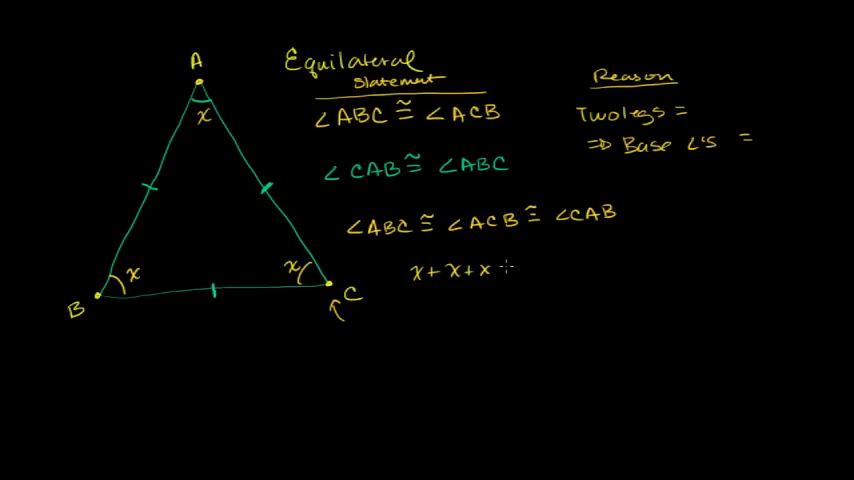 A
Equilateral
Statement
Reason
∠ABC ≅ ∠ACB
Two legs =
⇒ Base ∠'s =
∠CAB ≅ ∠ABC
∠ABC ≅ ∠ACB ≅ ∠CAB
x + x + x
x
x
x
B
C